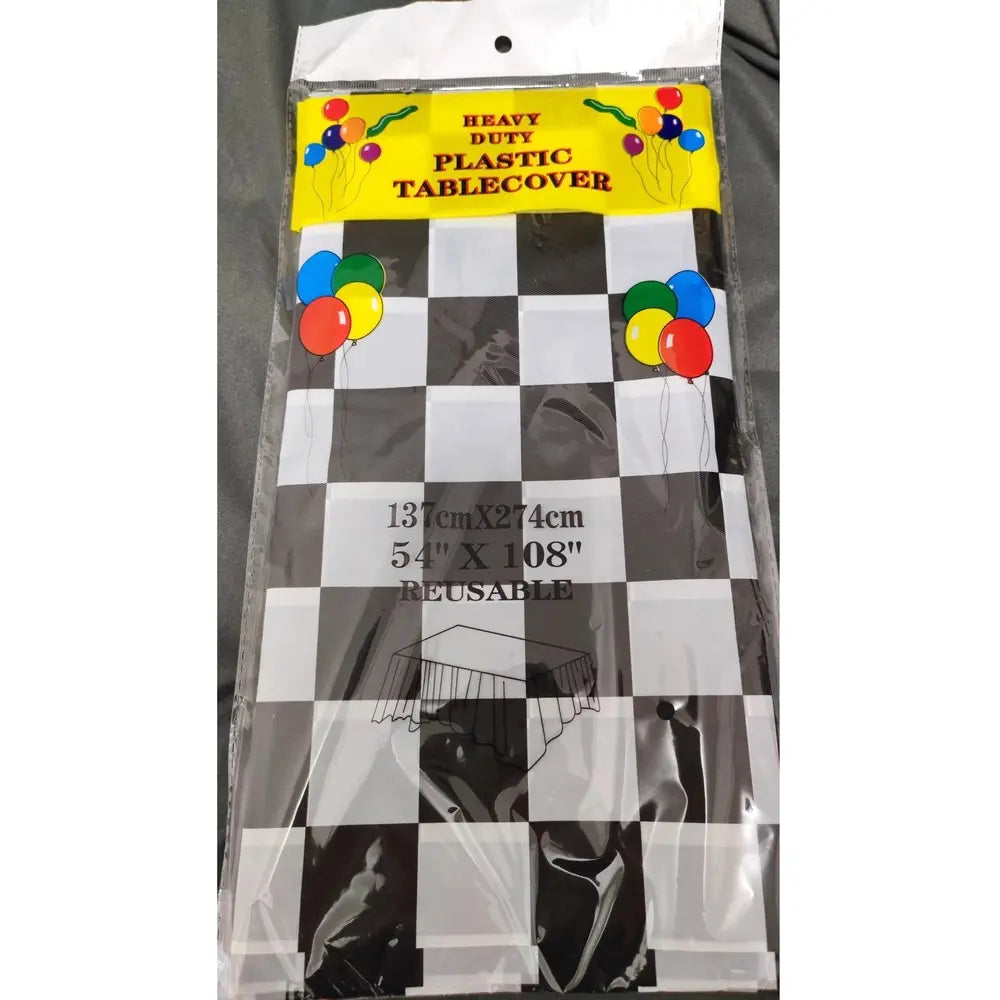 HEAVY
DUTY
PLASTIC
TABLECOVER
137cmX274cm
54" X 108"
REUSABLE